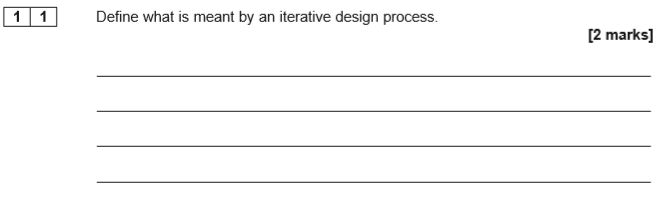 1 1 Define what is meant by an iterative design process.
[2 marks]